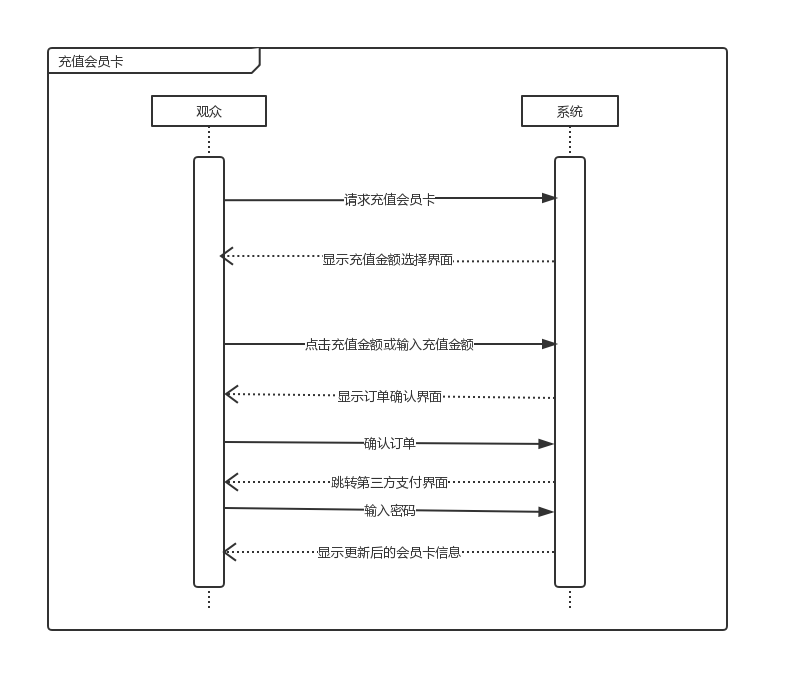 充值会员卡
观众
系统
请求充值会员卡
显示充值金额选择界面
点击充值金额或输入充值金额
显示订单确认界面
确认订单
跳转第三方支付界面
输入密码
显示更新后的会员卡信息